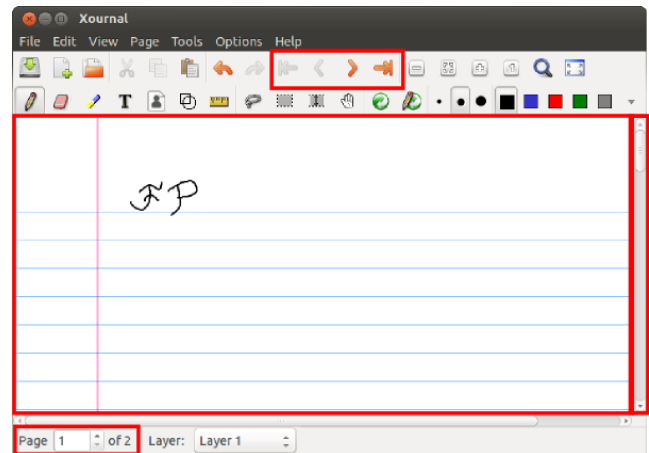 Xournal
File Edit View Page Tools Options Help
T
FP
Page 1 of 2 Layer: Layer 1